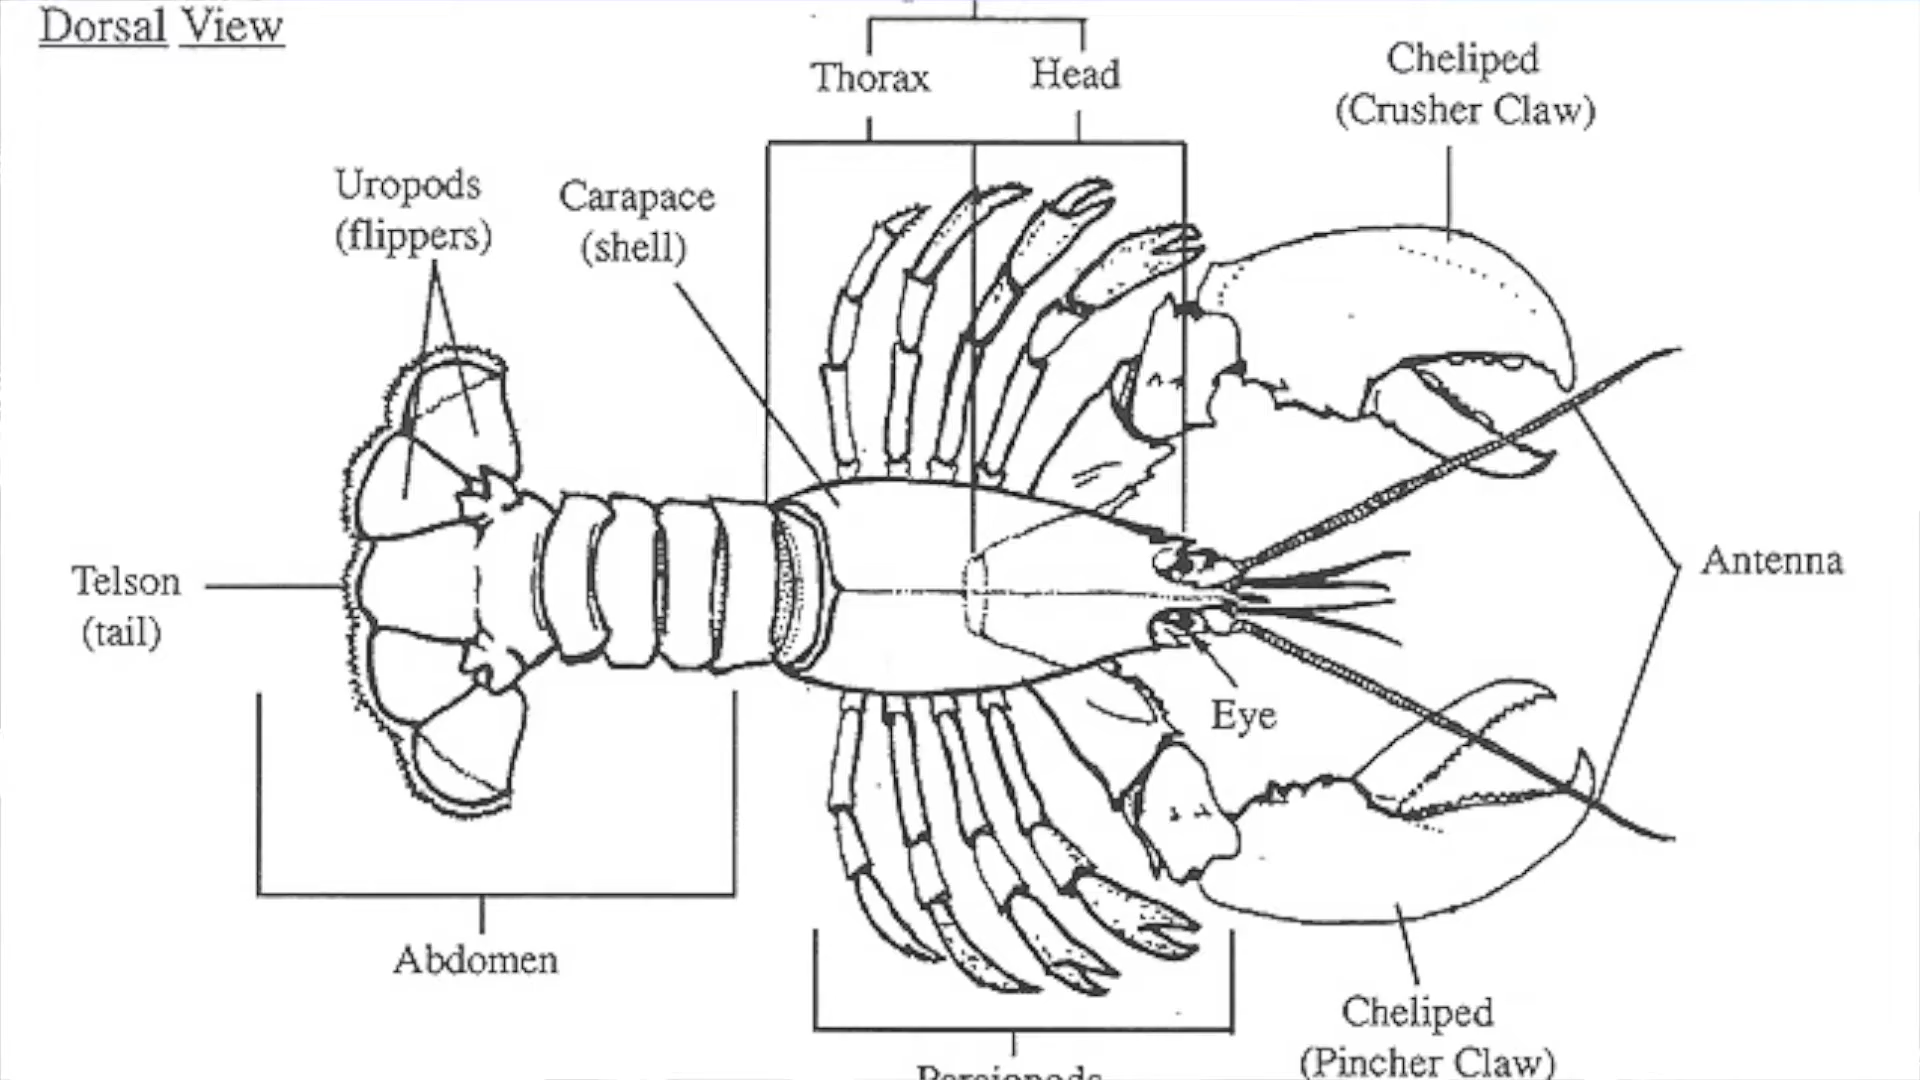 Dorsal View
Thorax
Head
Cheliped
(Crusher Claw)
Uropods
(flippers)
Carapace
(shell)
Telson
(tail)
Antenna
Eye
Abdomen
Cheliped
(Pincher Claw)